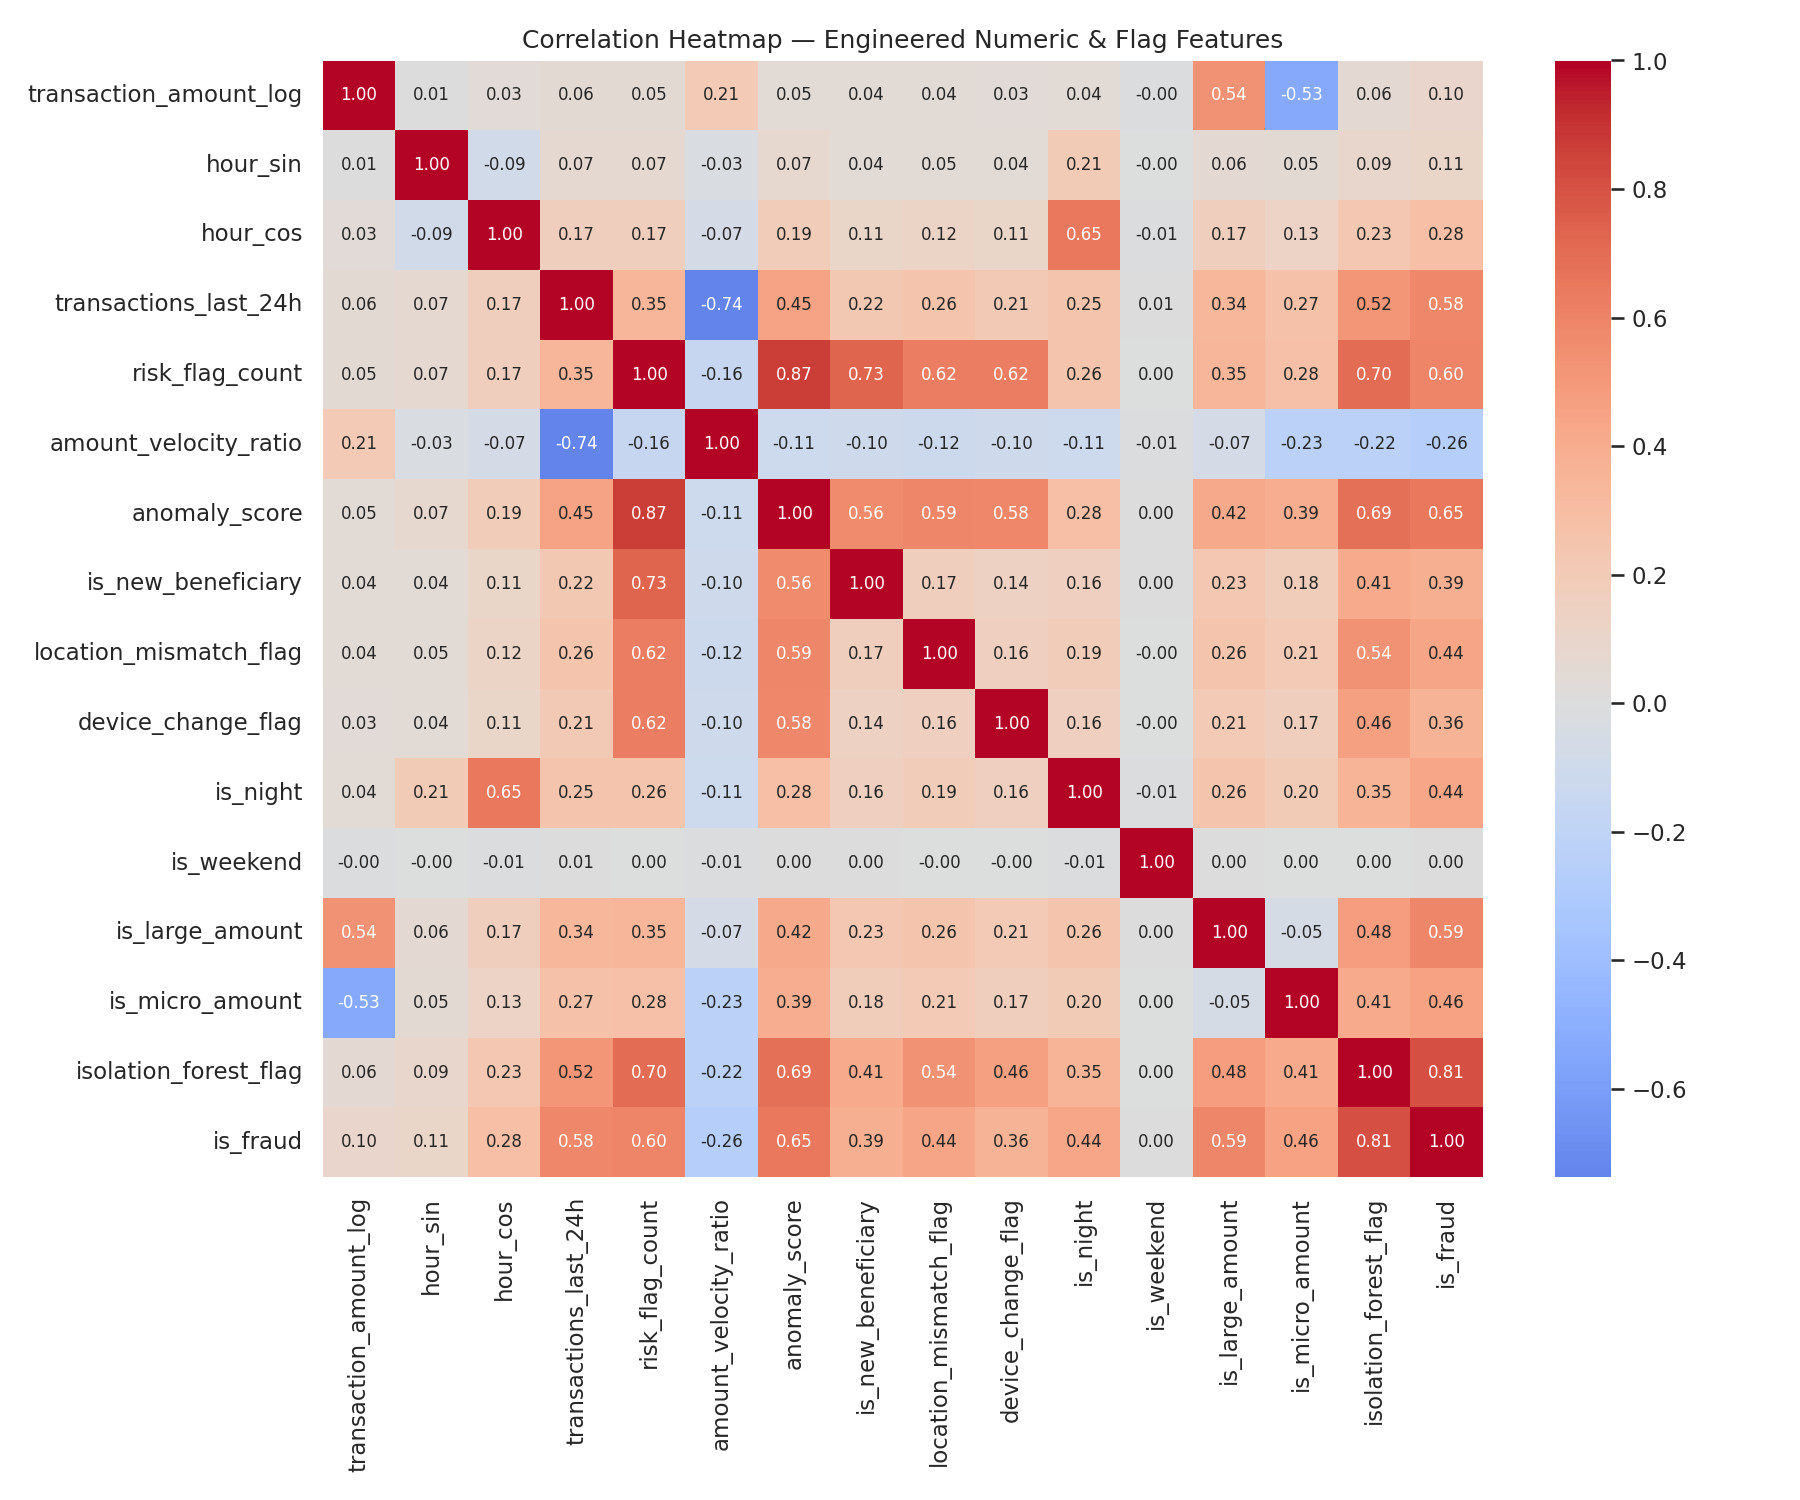 Correlation Heatmap — Engineered Numeric & Flag Features
transaction_amount_log 1.00 0.01 0.03 0.06 0.05 0.21 0.05 0.04 0.04 0.03 0.04 -0.00 0.54 -0.53 0.06 0.10
hour_sin 0.01 1.00 -0.09 0.07 0.07 -0.03 0.07 0.04 0.05 0.04 0.21 -0.00 0.06 0.05 0.09 0.11
hour_cos 0.03 -0.09 1.00 0.17 0.17 -0.07 0.19 0.11 0.12 0.11 0.65 -0.01 0.17 0.13 0.23 0.28
transactions_last_24h 0.06 0.07 0.17 1.00 0.35 -0.74 0.45 0.22 0.26 0.21 0.25 0.01 0.34 0.27 0.52 0.58
risk_flag_count 0.05 0.07 0.17 0.35 1.00 -0.16 0.87 0.73 0.62 0.62 0.26 0.00 0.35 0.28 0.70 0.60
amount_velocity_ratio 0.21 -0.03 -0.07 -0.74 -0.16 1.00 -0.11 -0.10 -0.12 -0.10 -0.11 -0.01 -0.07 -0.23 -0.22 -0.26
anomaly_score 0.05 0.07 0.19 0.45 0.87 -0.11 1.00 0.56 0.59 0.58 0.28 0.00 0.42 0.39 0.69 0.65
is_new_beneficiary 0.04 0.04 0.11 0.22 0.73 -0.10 0.56 1.00 0.17 0.14 0.16 0.00 0.23 0.18 0.41 0.39
location_mismatch_flag 0.04 0.05 0.12 0.26 0.62 -0.12 0.59 0.17 1.00 0.16 0.19 -0.00 0.26 0.21 0.54 0.44
device_change_flag 0.03 0.04 0.11 0.21 0.62 -0.10 0.58 0.14 0.16 1.00 0.16 -0.00 0.21 0.17 0.46 0.36
is_night 0.04 0.21 0.65 0.25 0.26 -0.11 0.28 0.16 0.19 0.16 1.00 -0.01 0.26 0.20 0.35 0.44
is_weekend -0.00 -0.00 -0.01 0.01 0.00 -0.01 0.00 0.00 -0.00 -0.00 -0.01 1.00 0.00 0.00 0.00 0.00
is_large_amount 0.54 0.06 0.17 0.34 0.35 -0.07 0.42 0.23 0.26 0.21 0.26 0.00 1.00 -0.05 0.48 0.59
is_micro_amount -0.53 0.05 0.13 0.27 0.28 -0.23 0.39 0.18 0.21 0.17 0.20 0.00 -0.05 1.00 0.41 0.46
isolation_forest_flag 0.06 0.09 0.23 0.52 0.70 -0.22 0.69 0.41 0.54 0.46 0.35 0.00 0.48 0.41 1.00 0.81
is_fraud 0.10 0.11 0.28 0.58 0.60 -0.26 0.65 0.39 0.44 0.36 0.44 0.00 0.59 0.46 0.81 1.00
transaction_amount_log
hour_sin
hour_cos
transactions_last_24h
risk_flag_count
amount_velocity_ratio
anomaly_score
is_new_beneficiary
location_mismatch_flag
device_change_flag
is_night
is_weekend
is_large_amount
is_micro_amount
isolation_forest_flag
is_fraud
1.0
0.8
0.6
0.4
0.2
0.0
−0.2
−0.4
−0.6